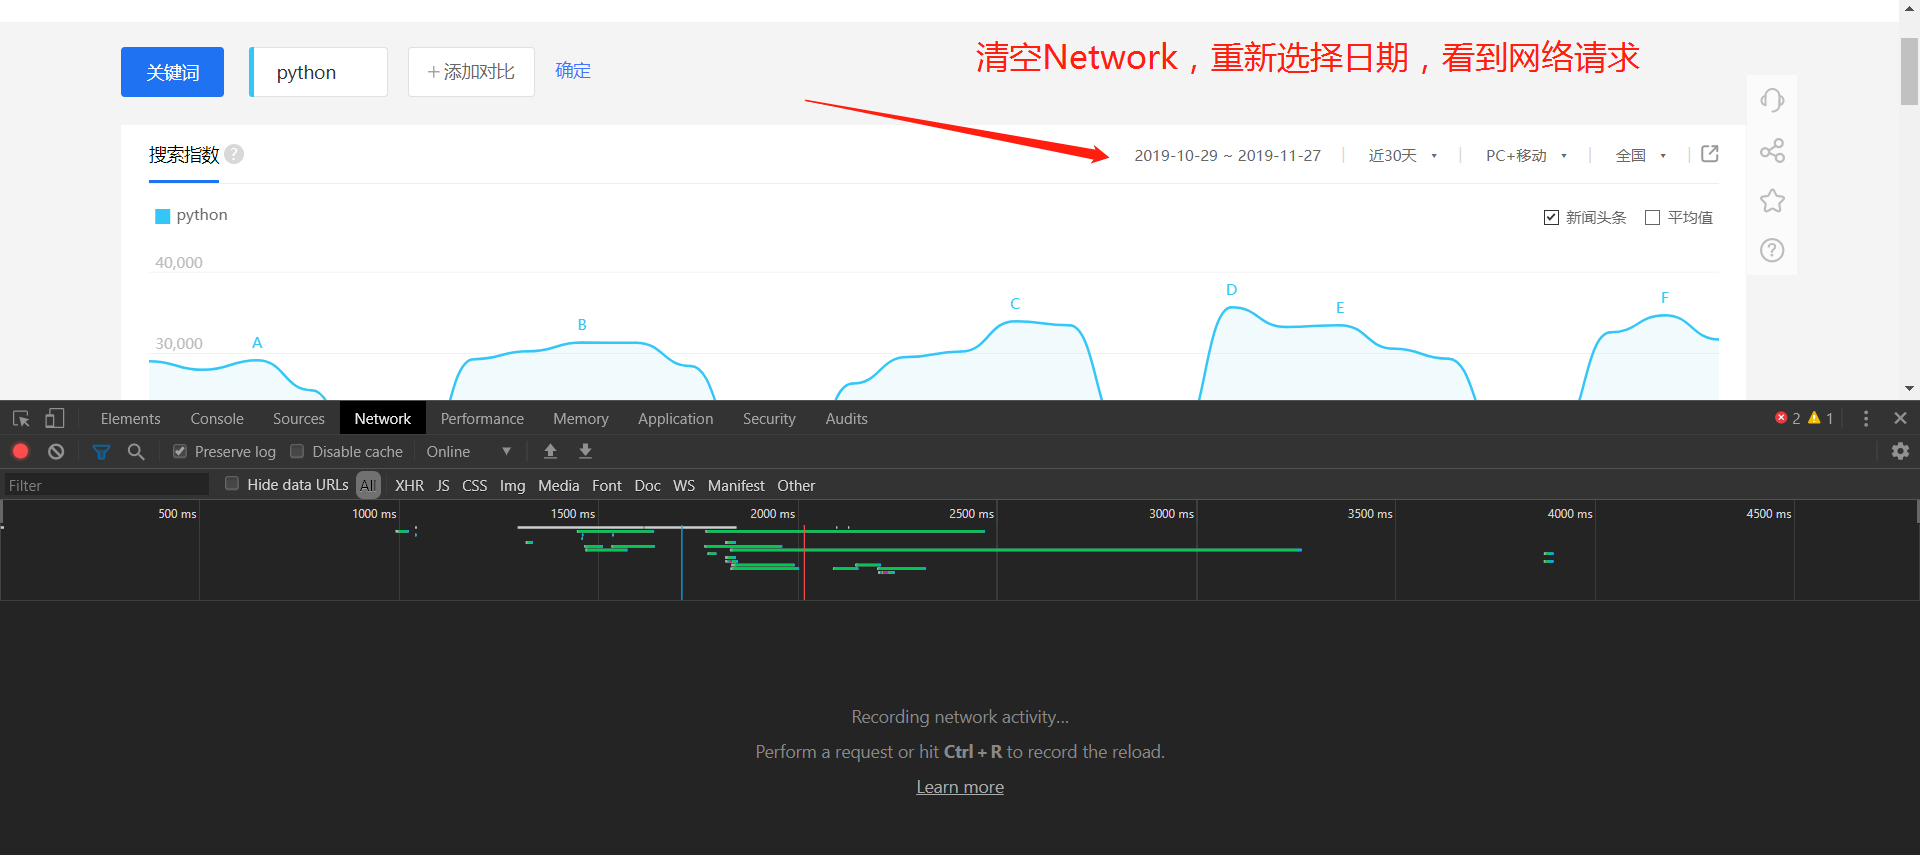 清空Network，重新选择日期，看到网络请求
关键词
python
+添加对比
确定
搜索指数 ?
2019-10-29 ~ 2019-11-27
近30天
PC+移动
全国
python
新闻头条
平均值
40,000
30,000
A
B
C
D
E
F
Elements Console Sources Network Performance Memory Application Security Audits
2 1
Preserve log Disable cache Online
Filter Hide data URLs All XHR JS CSS Img Media Font Doc WS Manifest Other
500 ms 1000 ms 1500 ms 2000 ms 2500 ms 3000 ms 3500 ms 4000 ms 4500 ms
Recording network activity...
Perform a request or hit Ctrl + R to record the reload.
Learn more